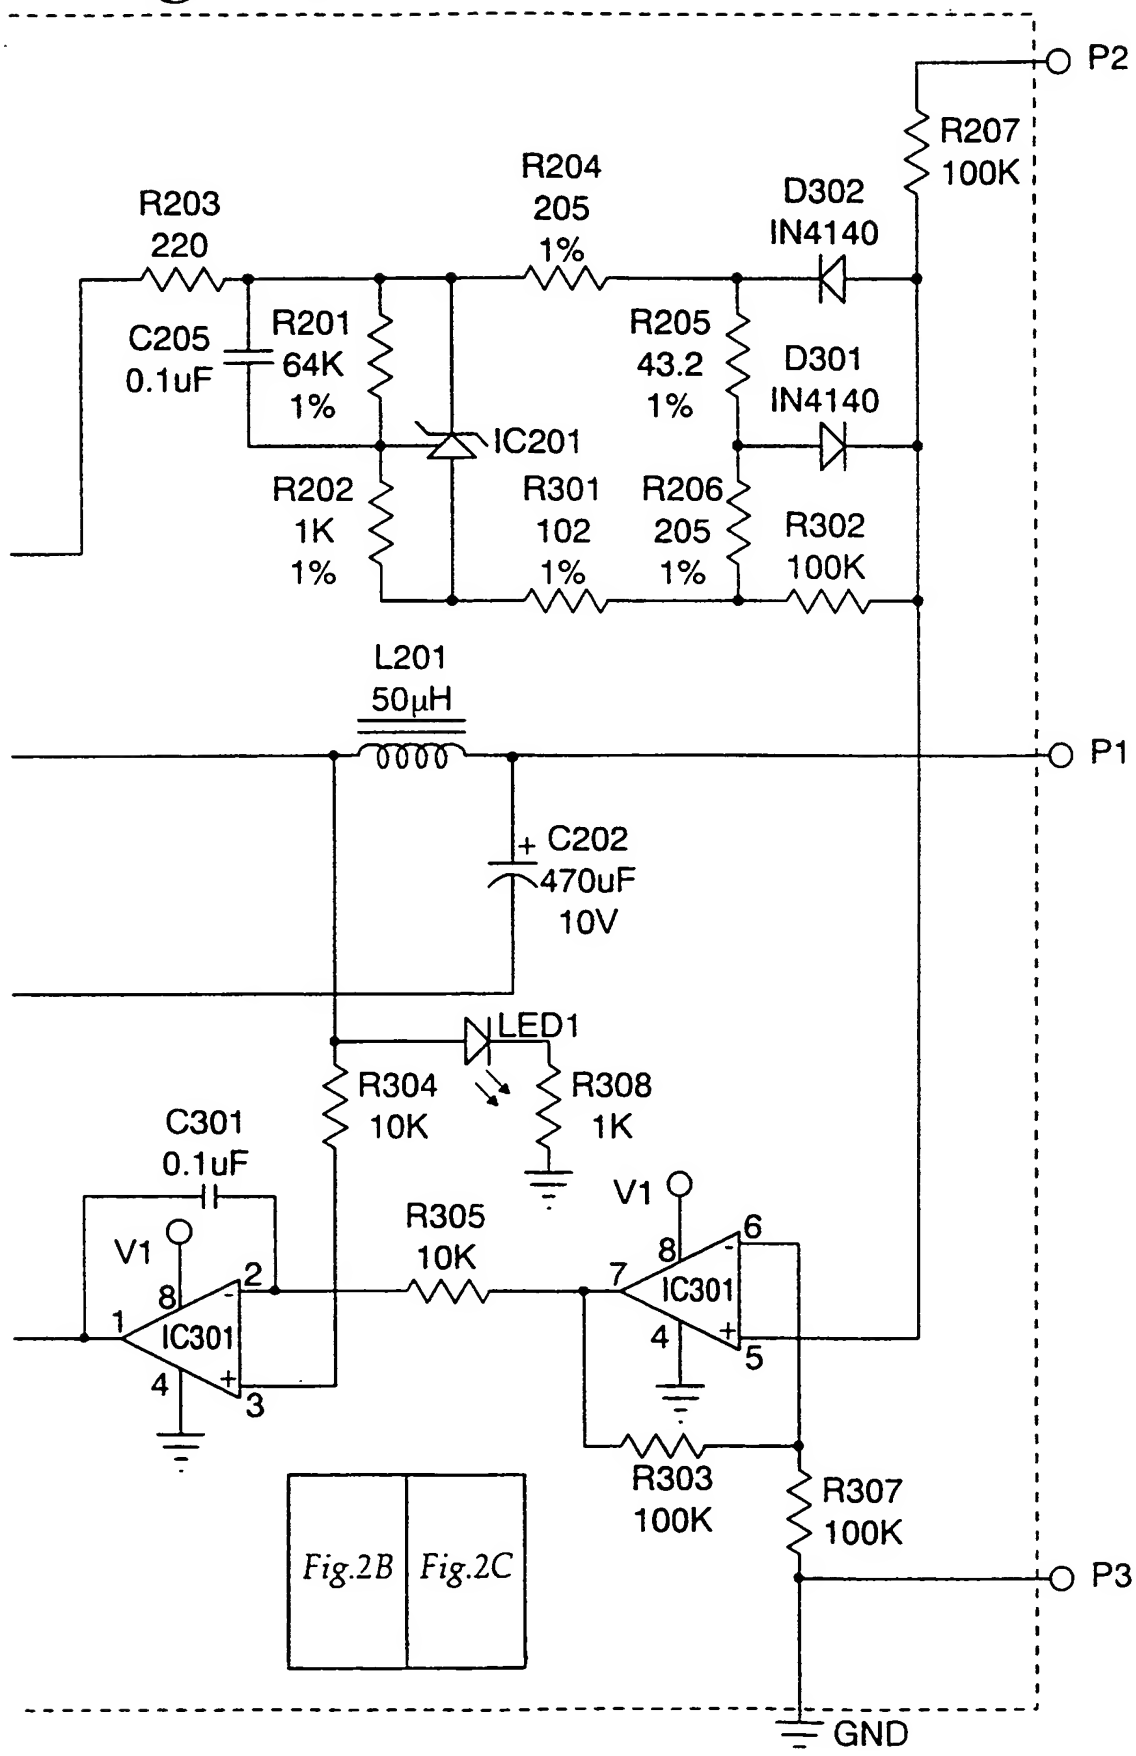 P2
R207
100K
R204
205
1%
D302
IN4140
R203
220
C205
0.1uF
R201
64K
1%
R205
43.2
1%
D301
IN4140
IC201
R202
1K
1%
R301
102
1%
R206
205
1%
R302
100K
L201
50µH
P1
+ C202
470uF
10V
LED1
R304
10K
R308
1K
C301
0.1uF
V1
R305
10K
V1
8
6
-
7
IC301
4
+
5
8
2
-
1
IC301
4
+
3
R303
100K
R307
100K
Fig.2B
Fig.2C
P3
GND